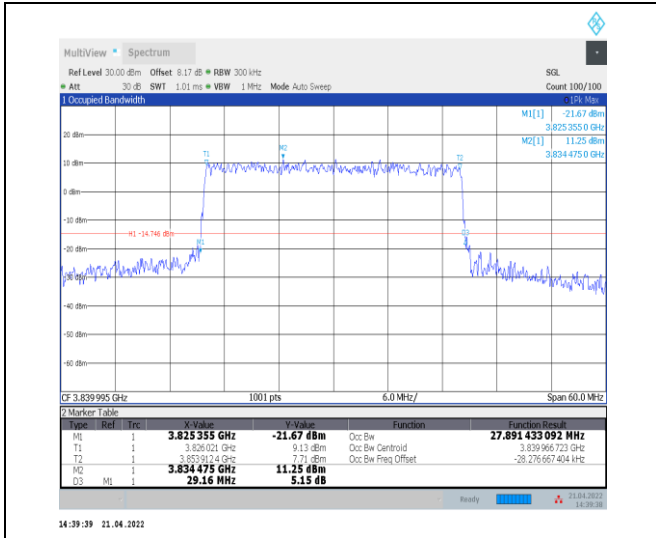 MultiView Spectrum
Ref Level 30.00 dBm Offset 8.17 dB RBW 300 kHz SGL
Att 30 dB SWT 1.01 ms VBW 1 MHz Mode Auto Sweep Count 100/100
1 Occupied Bandwidth 1Pk Max
M1[1] -21.67 dBm
3.825 355 0 GHz
M2[1] 11.25 dBm
3.834 475 0 GHz
20 dBm
M2
T1 T2
10 dBm
0 dBm
-10 dBm
H1 -14.746 dBm
D3
M1
-20 dBm
-30 dBm
-40 dBm
-50 dBm
-60 dBm
CF 3.839 995 GHz 1001 pts 6.0 MHz/ Span 60.0 MHz
2 Marker Table
Type Ref Trc X-Value Y-Value Function Function Result
M1 1 3.825 355 GHz -21.67 dBm Occ Bw 27.891 433 092 MHz
T1 1 3.826 021 GHz 9.13 dBm Occ Bw Centroid 3.839 966 723 GHz
T2 1 3.853 912 4 GHz 7.71 dBm Occ Bw Freq Offset -28.276 667 404 kHz
M2 1 3.834 475 GHz 11.25 dBm
D3 M1 1 29.16 MHz 5.15 dB
Ready 21.04.2022
14:39:38
14:39:39 21.04.2022